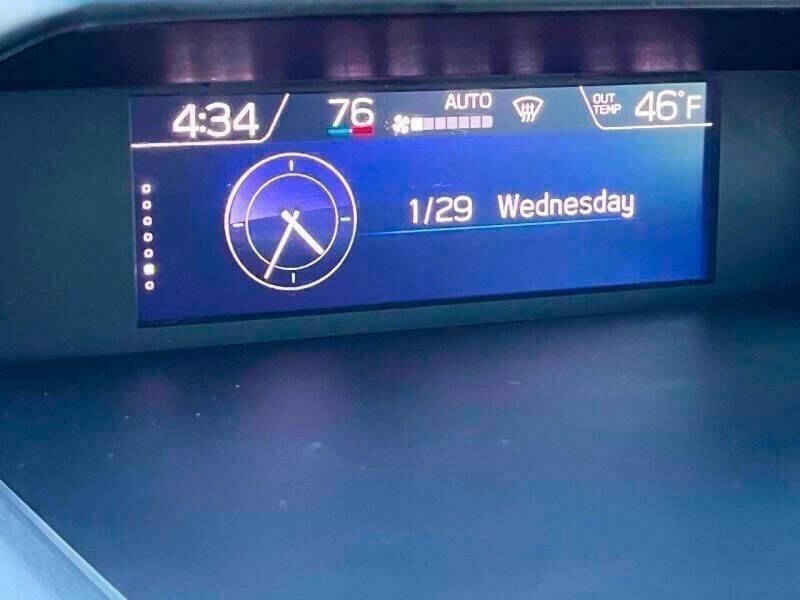 4:34
76
AUTO
OUT
TEMP
46°F
1/29 Wednesday